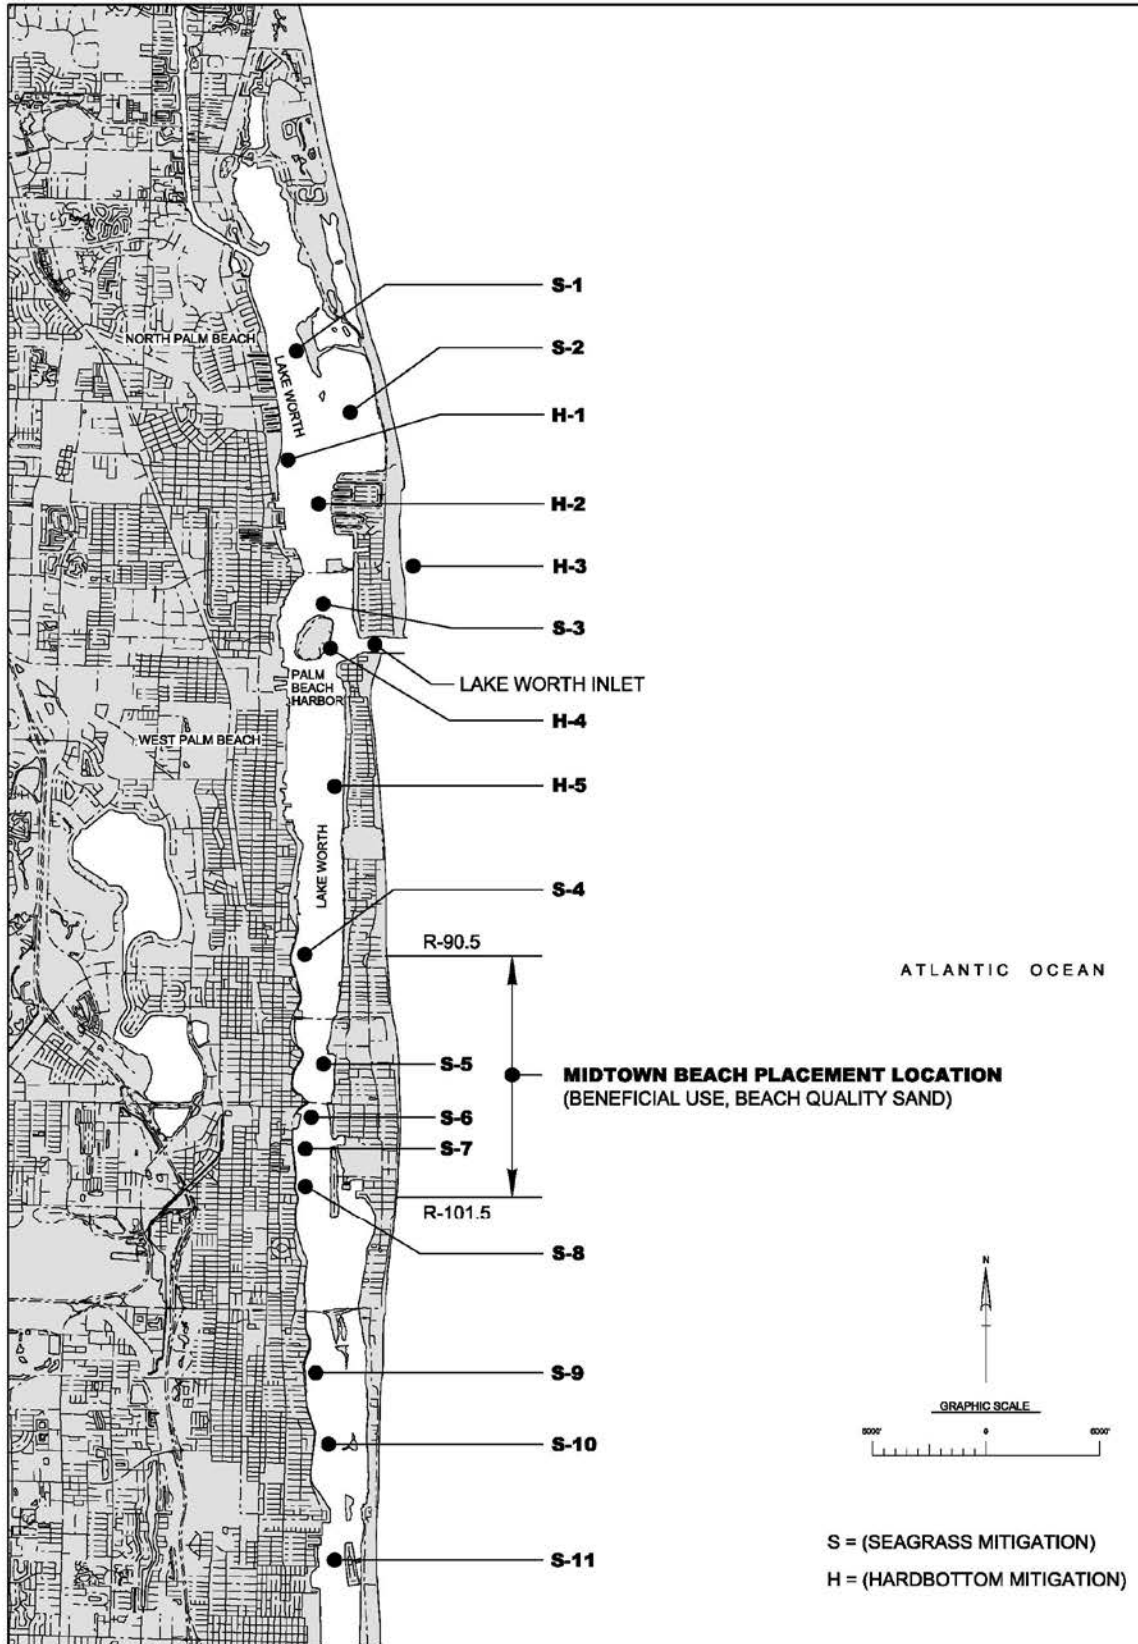 S-1
NORTH PALM BEACH
S-2
LAKE WORTH
H-1
H-2
H-3
S-3
LAKE WORTH INLET
PALM
BEACH
HARBOR
H-4
WEST PALM BEACH
H-5
LAKE WORTH
S-4
R-90.5
ATLANTIC OCEAN
S-5
MIDTOWN BEACH PLACEMENT LOCATION
(BENEFICIAL USE, BEACH QUALITY SAND)
S-6
S-7
R-101.5
S-8
N
S-9
GRAPHIC SCALE
0
S-10
S = (SEAGRASS MITIGATION)
S-11
H = (HARDBOTTOM MITIGATION)